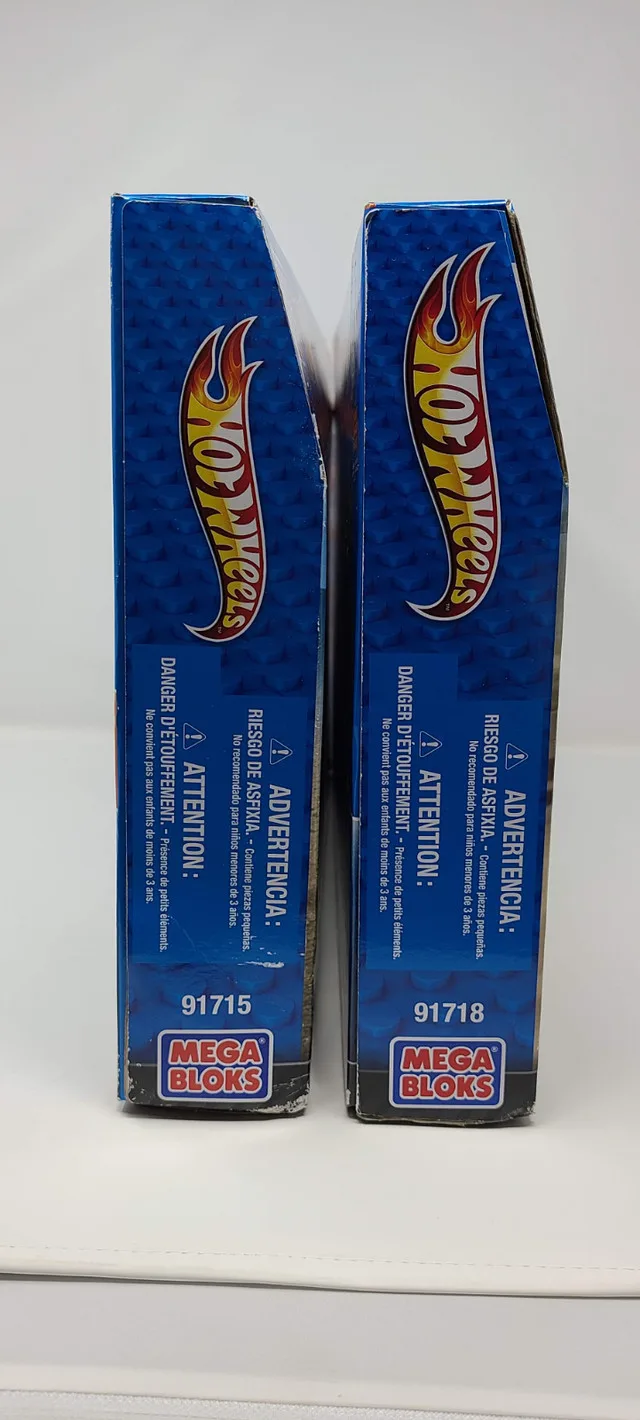 HOT WHEELS
⚠ ADVERTENCIA :
RIESGO DE ASFIXIA. – Contiene piezas pequeñas.
No recomendado para niños menores de 3 años.
⚠ ATTENTION :
DANGER D'ÉTOUFFEMENT. – Présence de petits éléments.
Ne convient pas aux enfants de moins de 3 ans.
91715
MEGA
BLOKS®
HOT WHEELS™
⚠ ADVERTENCIA :
RIESGO DE ASFIXIA. – Contiene piezas pequeñas.
No recomendado para niños menores de 3 años.
⚠ ATTENTION :
DANGER D'ÉTOUFFEMENT. – Présence de petits éléments.
Ne convient pas aux enfants de moins de 3 ans.
91718
MEGA
BLOKS®